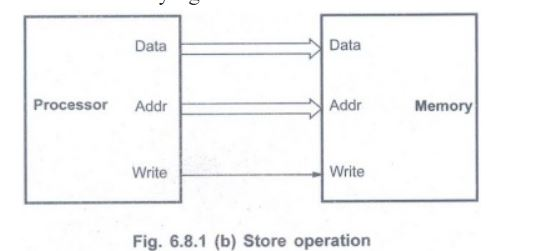 Data Data
Processor Addr Addr Memory
Write Write
Fig. 6.8.1 (b) Store operation